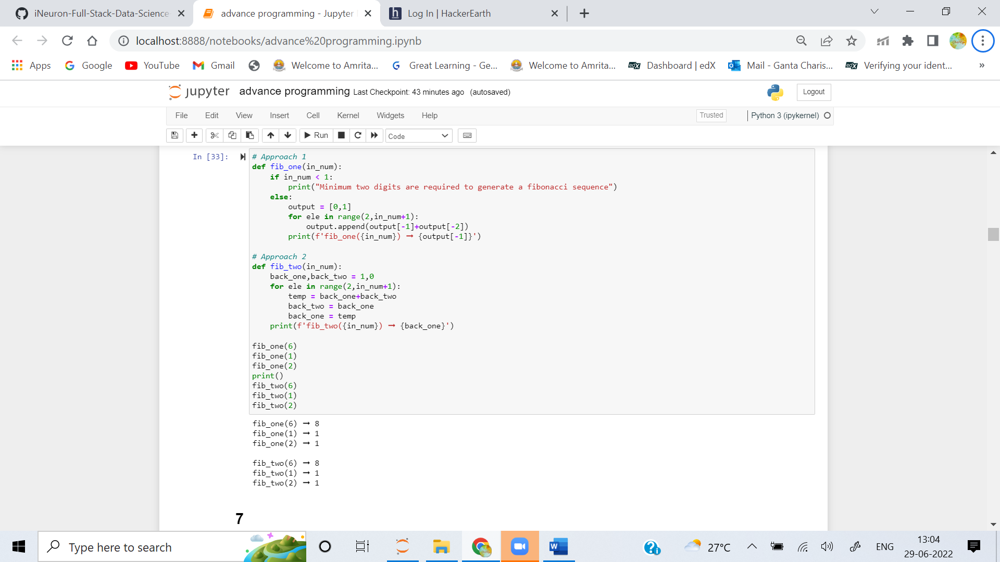 iNeuron-Full-Stack-Data-Science
advance programming - Jupyter
Log In | HackerEarth
localhost:8888/notebooks/advance%20programming.ipynb
Apps Google YouTube Gmail Welcome to Amrita... Great Learning - Ge... Welcome to Amrita... Dashboard | edX Mail - Ganta Charis... Verifying your ident... »
jupyter advance programming Last Checkpoint: 43 minutes ago (autosaved) Logout
File Edit View Insert Cell Kernel Widgets Help Trusted Python 3 (ipykernel)
Run Code
In [33]:
# Approach 1
def fib_one(in_num):
    if in_num < 1:
        print("Minimum two digits are required to generate a fibonacci sequence")
    else:
        output = [0,1]
        for ele in range(2,in_num+1):
            output.append(output[-1]+output[-2])
        print(f'fib_one({in_num}) ➞ {output[-1]}')

# Approach 2
def fib_two(in_num):
    back_one,back_two = 1,0
    for ele in range(2,in_num+1):
        temp = back_one+back_two
        back_two = back_one
        back_one = temp
    print(f'fib_two({in_num}) ➞ {back_one}')

fib_one(6)
fib_one(1)
fib_one(2)
print()
fib_two(6)
fib_two(1)
fib_two(2)
fib_one(6) ➞ 8
fib_one(1) ➞ 1
fib_one(2) ➞ 1

fib_two(6) ➞ 8
fib_two(1) ➞ 1
fib_two(2) ➞ 1
7
Type here to search
27°C
ENG
13:04
29-06-2022